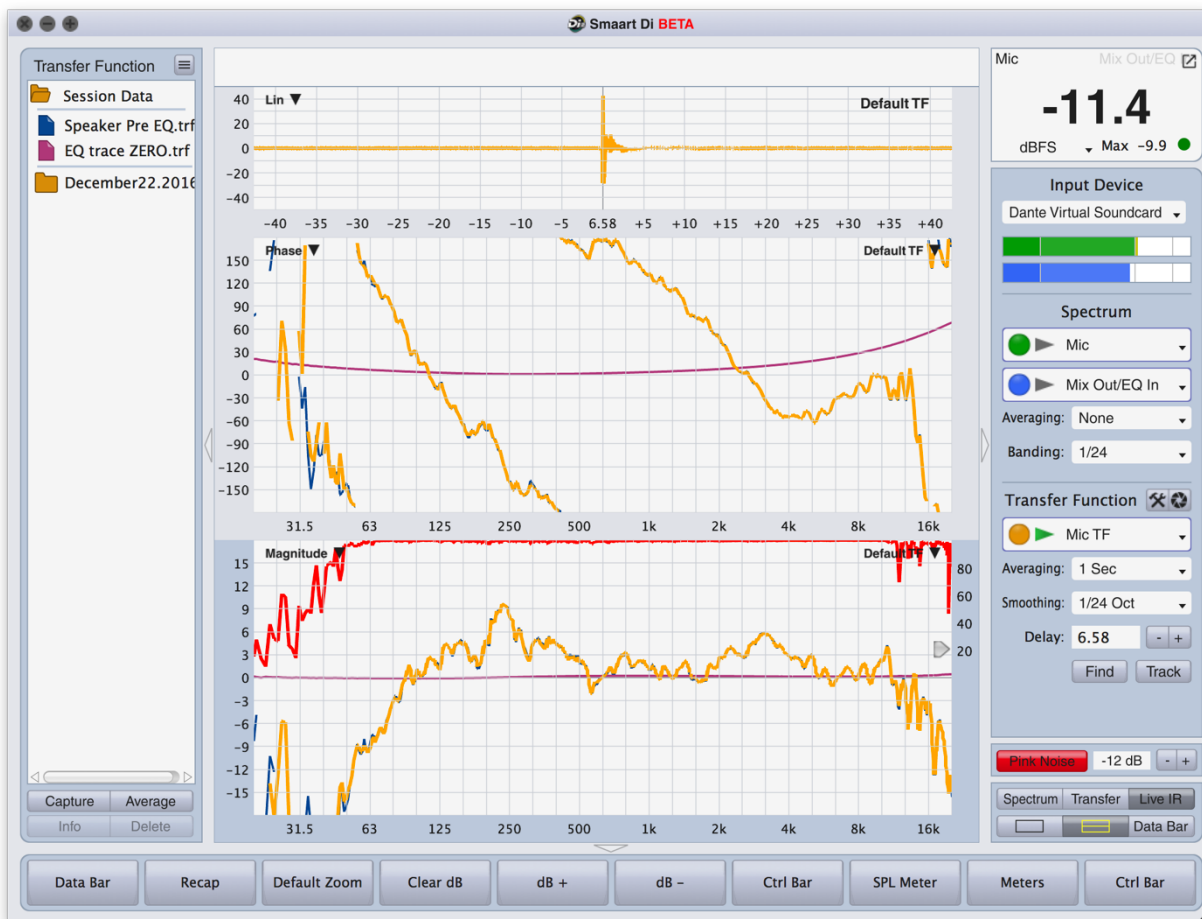 Di Smaart Di BETA
Transfer Function
Session Data
Speaker Pre EQ.trf
EQ trace ZERO.trf
December22.2016
Capture Average
Info Delete
Lin Default TF
40
20
0
-20
-40
-40 -35 -30 -25 -20 -15 -10 -5 6.58 +5 +10 +15 +20 +25 +30 +35 +40
Phase Default TF
150
120
90
60
30
0
-30
-60
-90
-120
-150
31.5 63 125 250 500 1k 2k 4k 8k 16k
Magnitude Default TF
15 80
12
9 60
6 40
3 20
0
-3
-6
-9
-12
-15
31.5 63 125 250 500 1k 2k 4k 8k 16k
Mic Mix Out/EQ
-11.4
dBFS Max -9.9
Input Device
Dante Virtual Soundcard
Spectrum
Mic
Mix Out/EQ In
Averaging: None
Banding: 1/24
Transfer Function
Mic TF
Averaging: 1 Sec
Smoothing: 1/24 Oct
Delay: 6.58 - +
Find Track
Pink Noise -12 dB - +
Spectrum Transfer Live IR
Data Bar
Data Bar Recap Default Zoom Clear dB dB + dB - Ctrl Bar SPL Meter Meters Ctrl Bar